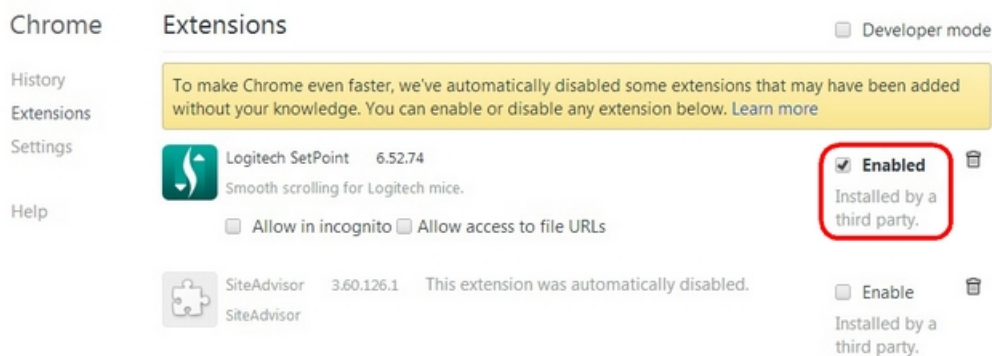 Chrome
Extensions
Developer mode
History
Extensions
Settings
Help
To make Chrome even faster, we've automatically disabled some extensions that may have been added
without your knowledge. You can enable or disable any extension below. Learn more
Logitech SetPoint 6.52.74
Smooth scrolling for Logitech mice.
Allow in incognito Allow access to file URLs
Enabled
Installed by a
third party.
SiteAdvisor 3.60.126.1 This extension was automatically disabled.
SiteAdvisor
Enable
Installed by a
third party.